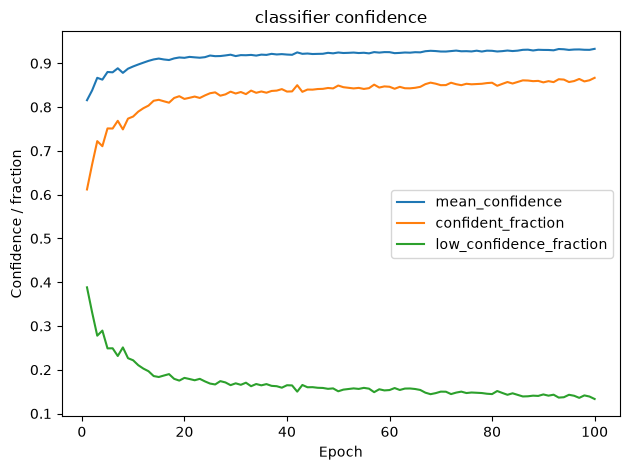 classifier confidence
Confidence / fraction
0.9
0.8
0.7
0.6
0.5
0.4
0.3
0.2
0.1
mean_confidence
confident_fraction
low_confidence_fraction
0 20 40 60 80 100
Epoch